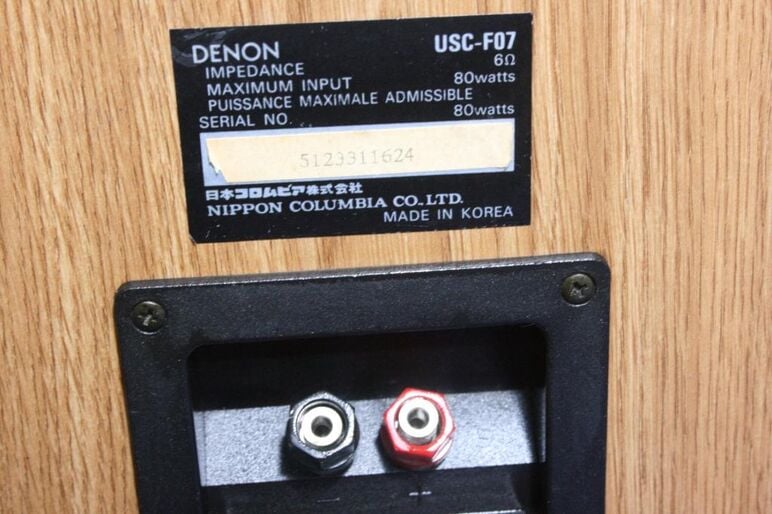 DENON USC-F07
IMPEDANCE 6Ω
MAXIMUM INPUT 80watts
PUISSANCE MAXIMALE ADMISSIBLE
80watts
SERIAL NO.
5123311624
日本コロムビア株式会社
NIPPON COLUMBIA CO.,LTD.
MADE IN KOREA